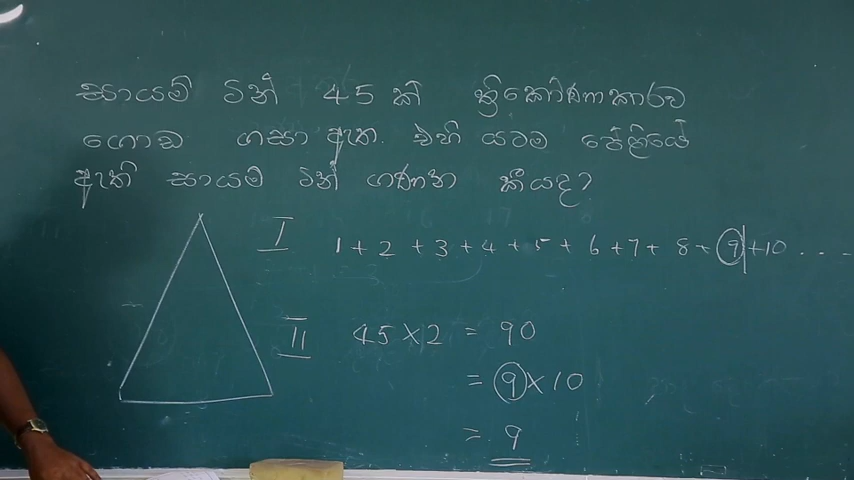 සායම් ටින් 45 ක් ත්‍රිකෝණාකාරව
ගොඩ ගසා ඇත. එහි යටම පේළියේ
ඇති සායම් ටින් ගණන කීයද?
I 1 + 2 + 3 + 4 + 5 + 6 + 7 + 8 + 9 + 10 . . . .
II 45 × 2 = 90
= 9 × 10
= 9